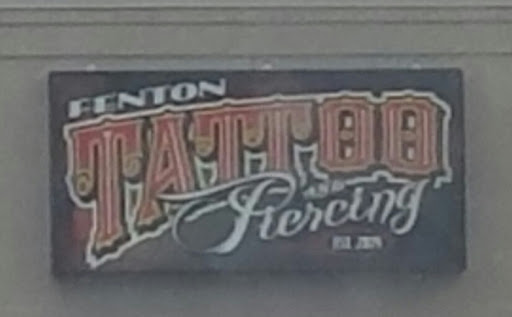 FENTON
TATTOO
AND
Piercing
EST.